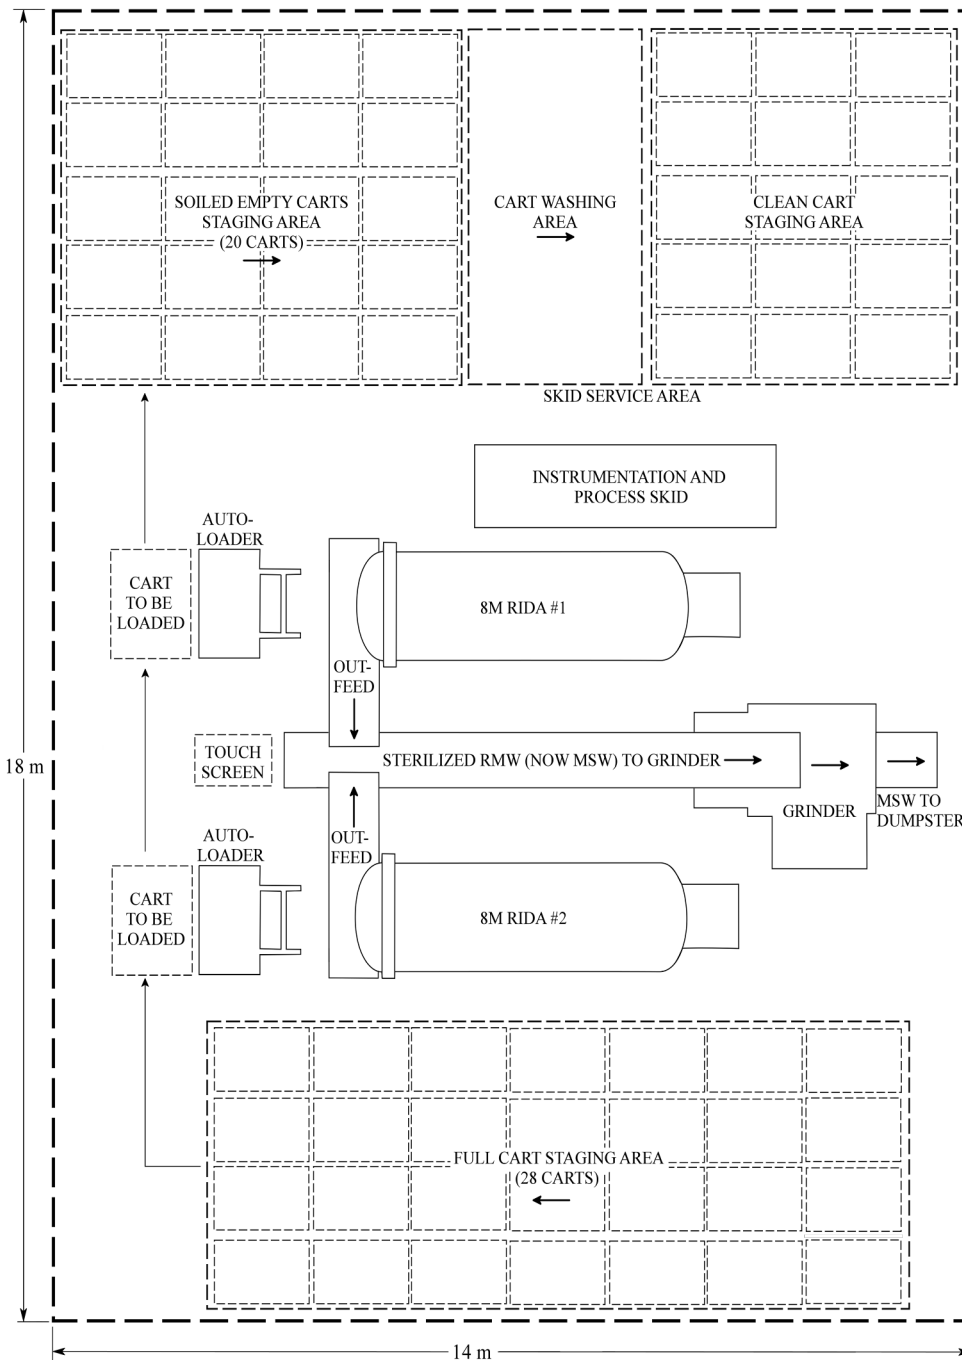 SOILED EMPTY CARTS
STAGING AREA
(20 CARTS)
CART WASHING
AREA
CLEAN CART
STAGING AREA
SKID SERVICE AREA
INSTRUMENTATION AND
PROCESS SKID
AUTO-
LOADER
CART
TO BE
LOADED
8M RIDA #1
OUT-
FEED
18 m
TOUCH
SCREEN
STERILIZED RMW (NOW MSW) TO GRINDER
GRINDER
MSW TO
DUMPSTER
AUTO-
LOADER
OUT-
FEED
CART
TO BE
LOADED
8M RIDA #2
FULL CART STAGING AREA
(28 CARTS)
14 m